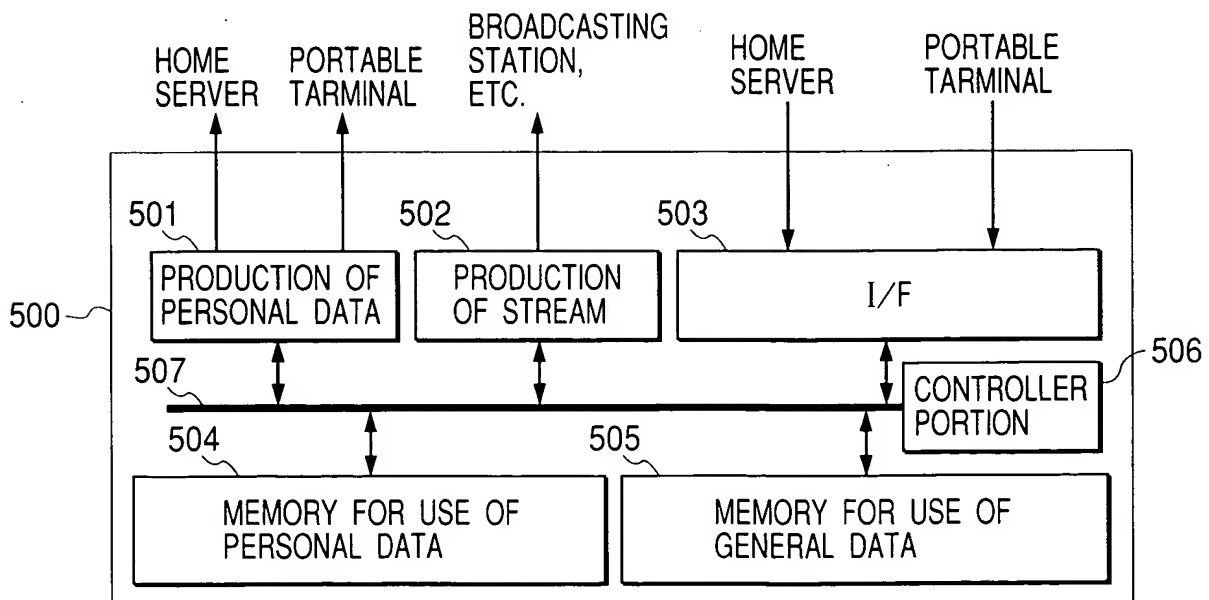 HOME
SERVER
PORTABLE
TARMINAL
BROADCASTING
STATION,
ETC.
HOME
SERVER
PORTABLE
TARMINAL
501
502
503
PRODUCTION OF
PERSONAL DATA
PRODUCTION
OF STREAM
I/F
500
506
507
CONTROLLER
PORTION
504
505
MEMORY FOR USE OF
PERSONAL DATA
MEMORY FOR USE OF
GENERAL DATA